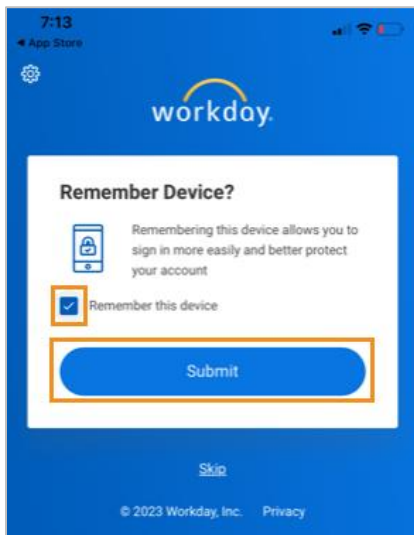 7:13
◀ App Store
workday.
Remember Device?
Remembering this device allows you to
sign in more easily and better protect
your account
Remember this device
Submit
Skip
© 2023 Workday, Inc. Privacy